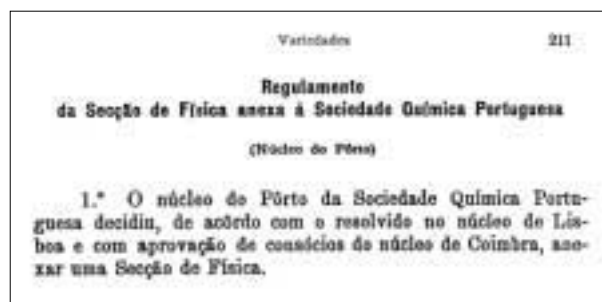 Variedades 211
Regulamento
da Secção de Física anexa á Sociedade Química Portuguesa
(Núcleo do Pôrto)
1.º O núcleo do Pôrto da Sociedade Química Portu-
guesa decidiu, de acôrdo com o resolvido no núcleo de Lis-
boa e com aprovação de consócios do núcleo de Coimbra, ane-
xar uma Secção de Física.